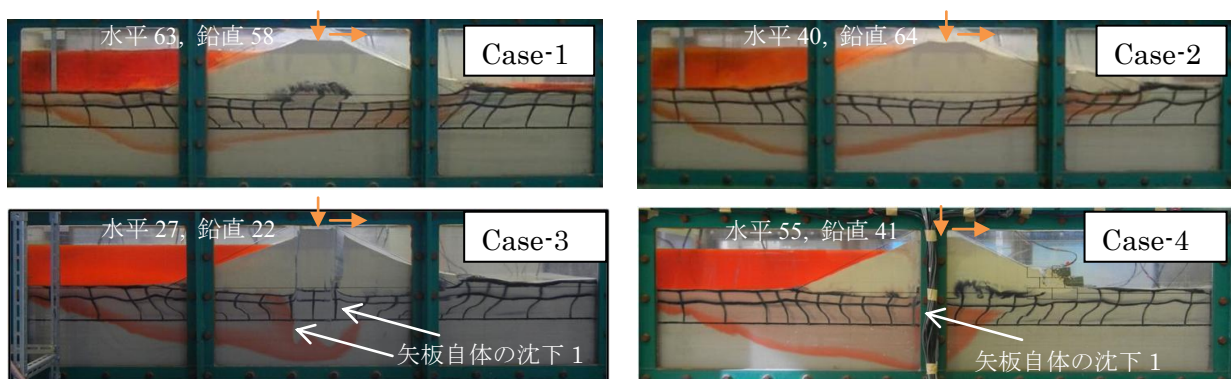 水平 63, 鉛直 58
Case-1
水平 40, 鉛直 64
Case-2
水平 27, 鉛直 22
Case-3
矢板自体の沈下 1
水平 55, 鉛直 41
Case-4
矢板自体の沈下 1